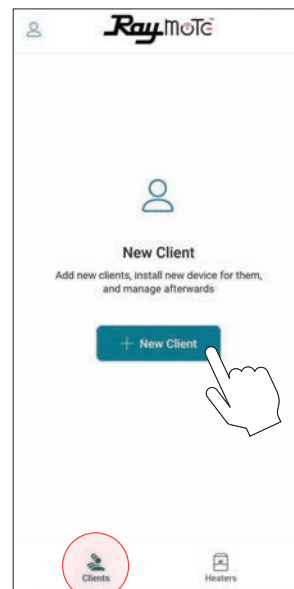 RaymoTe
New Client
Add new clients, install new device for them,
and manage afterwards
+ New Client
Clients
Heaters